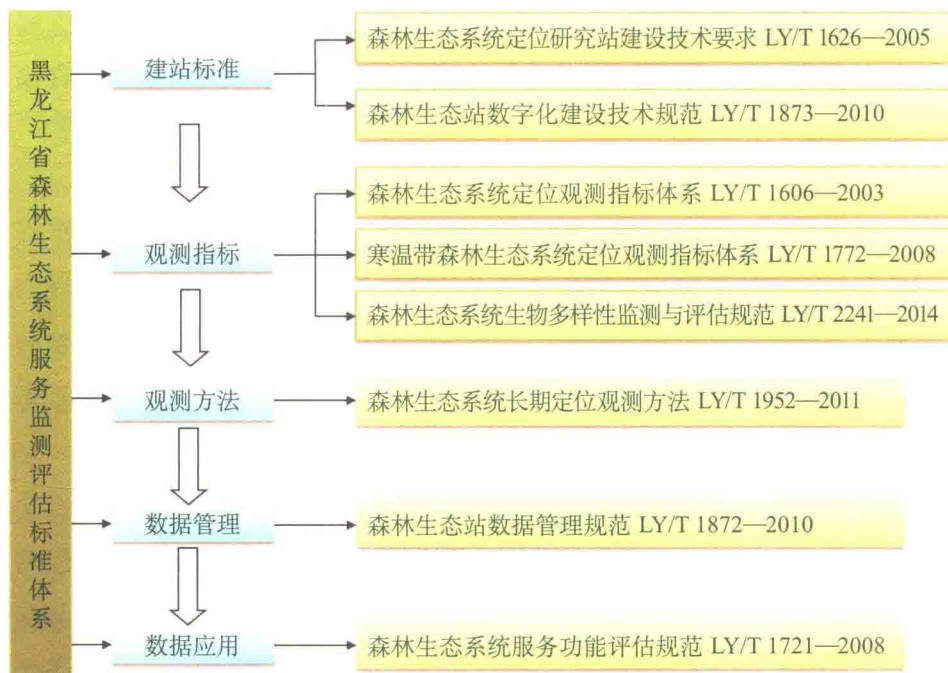 黑龙江省森林生态系统服务监测评估标准体系
建站标准
森林生态系统定位研究站建设技术要求 LY/T 1626—2005
森林生态站数字化建设技术规范 LY/T 1873—2010
观测指标
森林生态系统定位观测指标体系 LY/T 1606—2003
寒温带森林生态系统定位观测指标体系 LY/T 1772—2008
森林生态系统生物多样性监测与评估规范 LY/T 2241—2014
观测方法
森林生态系统长期定位观测方法 LY/T 1952—2011
数据管理
森林生态站数据管理规范 LY/T 1872—2010
数据应用
森林生态系统服务功能评估规范 LY/T 1721—2008